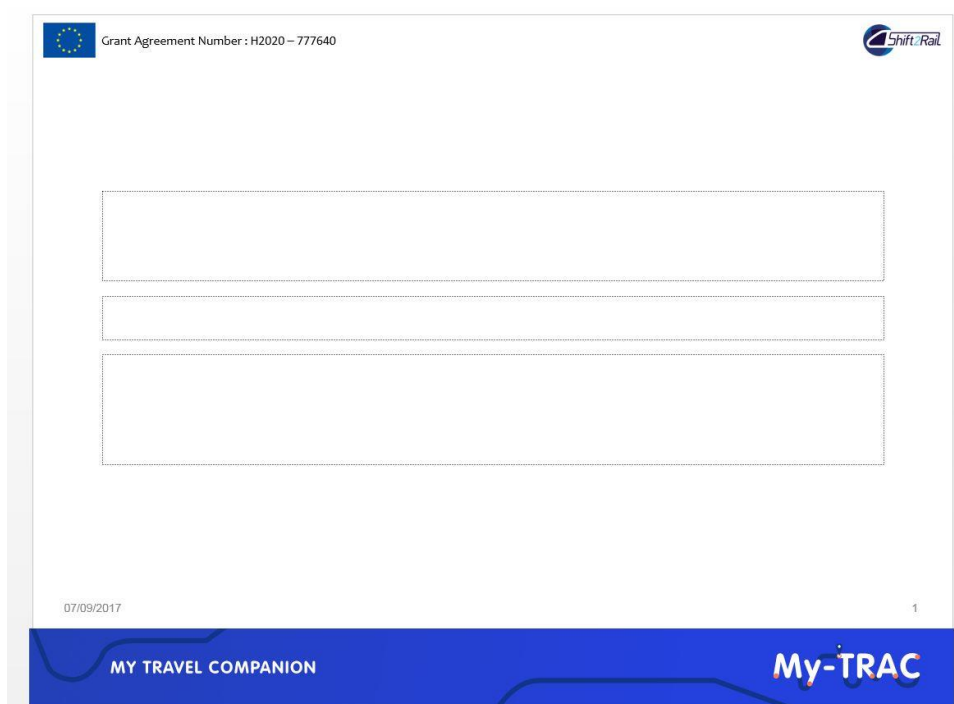 Grant Agreement Number : H2020 – 777640
Shift2Rail
07/09/2017
1
MY TRAVEL COMPANION
My-TRAC